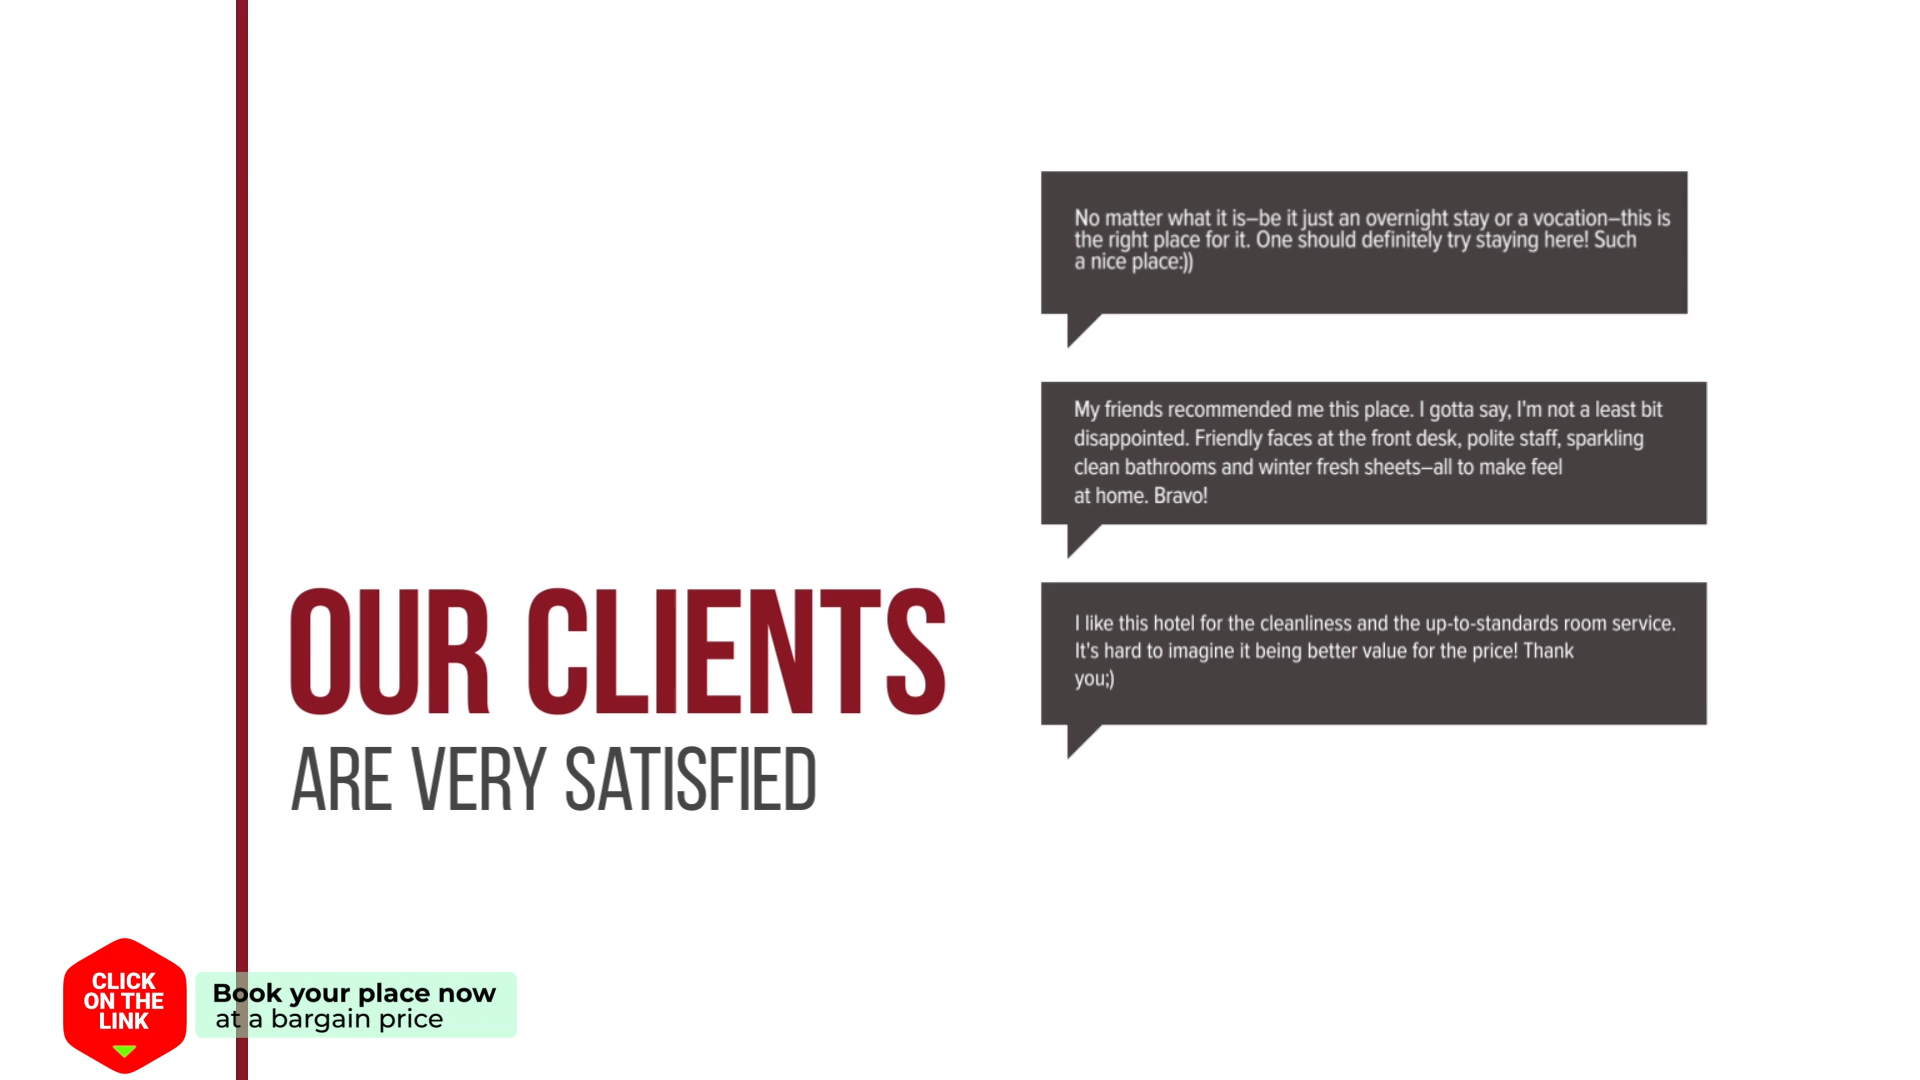 No matter what it is–be it just an overnight stay or a vocation–this is
the right place for it. One should definitely try staying here! Such
a nice place:))
My friends recommended me this place. I gotta say, I'm not a least bit
disappointed. Friendly faces at the front desk, polite staff, sparkling
clean bathrooms and winter fresh sheets–all to make feel
at home. Bravo!
OUR CLIENTS
ARE VERY SATISFIED
I like this hotel for the cleanliness and the up-to-standards room service.
It's hard to imagine it being better value for the price! Thank
you;)
CLICK
ON THE
LINK
Book your place now
at a bargain price